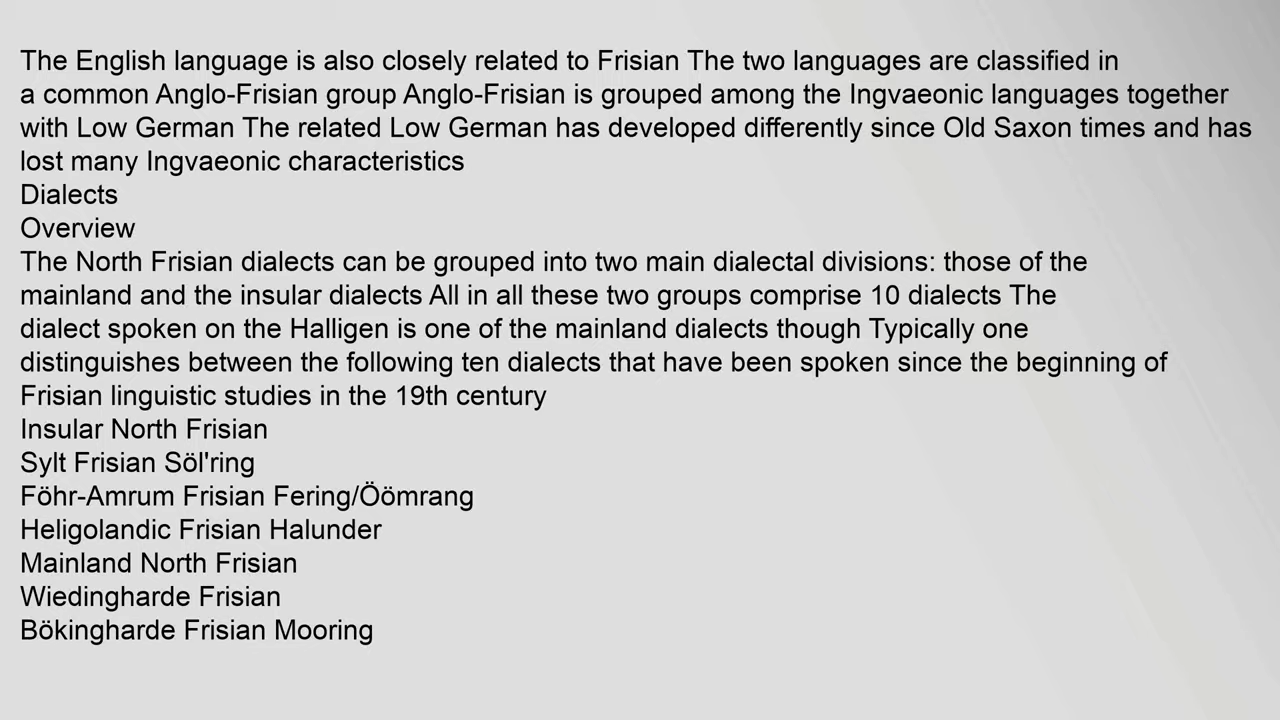 The English language is also closely related to Frisian The two languages are classified in
a common Anglo-Frisian group Anglo-Frisian is grouped among the Ingvaeonic languages together
with Low German The related Low German has developed differently since Old Saxon times and has
lost many Ingvaeonic characteristics
Dialects
Overview
The North Frisian dialects can be grouped into two main dialectal divisions: those of the
mainland and the insular dialects All in all these two groups comprise 10 dialects The
dialect spoken on the Halligen is one of the mainland dialects though Typically one
distinguishes between the following ten dialects that have been spoken since the beginning of
Frisian linguistic studies in the 19th century
Insular North Frisian
Sylt Frisian Söl'ring
Föhr-Amrum Frisian Fering/Öömrang
Heligolandic Frisian Halunder
Mainland North Frisian
Wiedingharde Frisian
Bökingharde Frisian Mooring